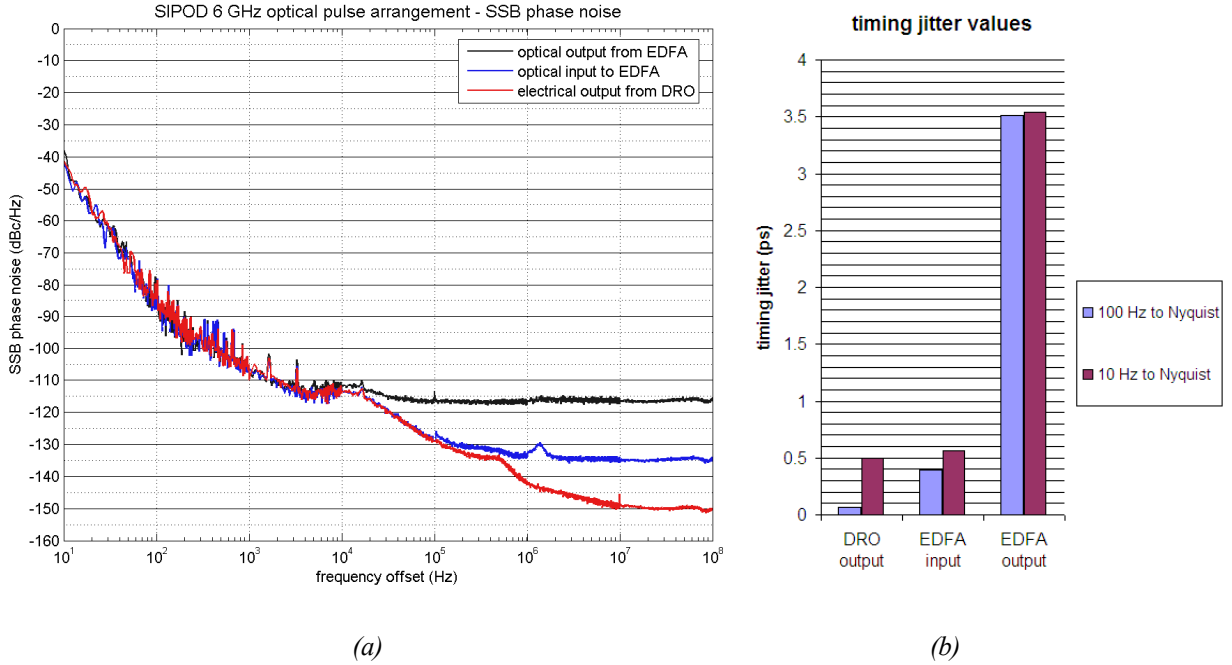 SIPOD 6 GHz optical pulse arrangement - SSB phase noise
optical output from EDFA
optical input to EDFA
electrical output from DRO
SSB phase noise (dBc/Hz)
0
-10
-20
-30
-40
-50
-60
-70
-80
-90
-100
-110
-120
-130
-140
-150
-160
10^1
10^2
10^3
10^4
10^5
10^6
10^7
10^8
frequency offset (Hz)
(a)
timing jitter values
timing jitter (ps)
4
3.5
3
2.5
2
1.5
1
0.5
0
DRO output
EDFA input
EDFA output
100 Hz to Nyquist
10 Hz to Nyquist
(b)